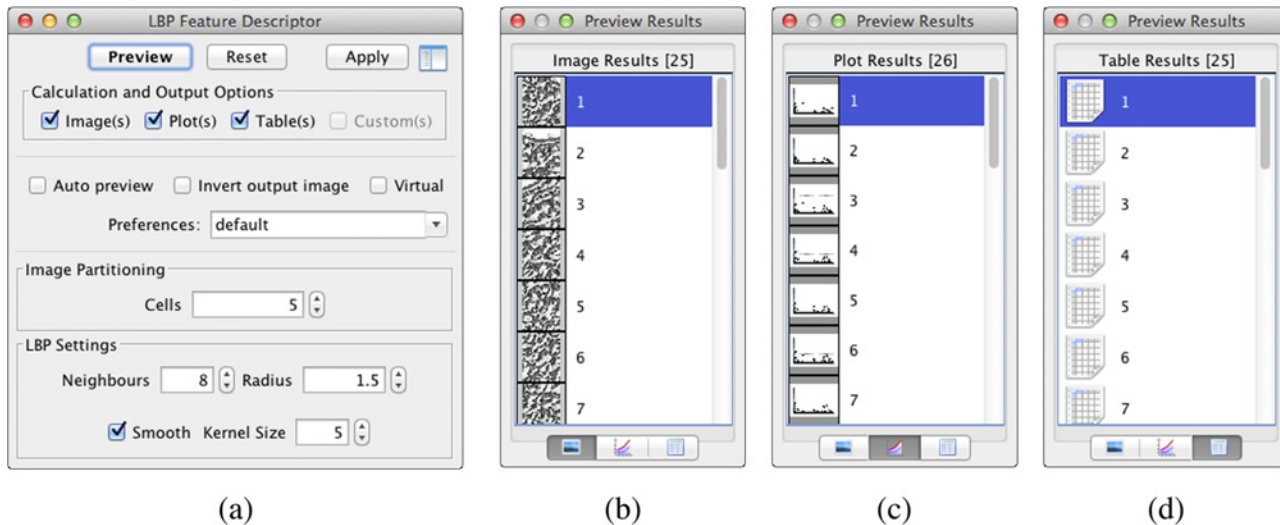 LBP Feature Descriptor
Preview Reset Apply
Calculation and Output Options
Image(s) Plot(s) Table(s) Custom(s)
Auto preview Invert output image Virtual
Preferences: default
Image Partitioning
Cells 5
LBP Settings
Neighbours 8 Radius 1.5
Smooth Kernel Size 5
(a)
Preview Results
Image Results [25]
1
2
3
4
5
6
7
(b)
Preview Results
Plot Results [26]
1
2
3
4
5
6
7
(c)
Preview Results
Table Results [25]
1
2
3
4
5
6
7
(d)